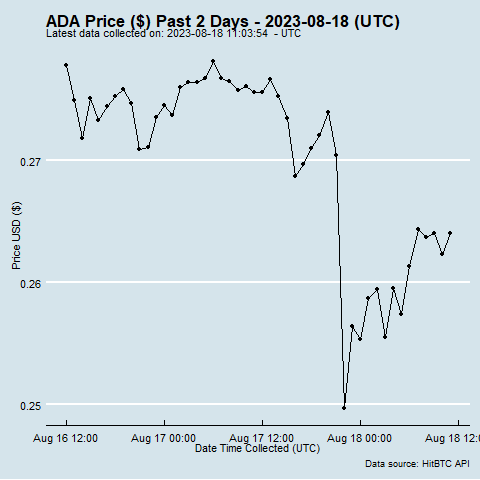 ADA Price ($) Past 2 Days - 2023-08-18 (UTC)
Latest data collected on: 2023-08-18 11:03:54 - UTC
0.27
0.26
0.25
Price USD ($)
Aug 16 12:00 Aug 17 00:00 Aug 17 12:00 Aug 18 00:00 Aug 18 12:0
Date Time Collected (UTC)
Data source: HitBTC API